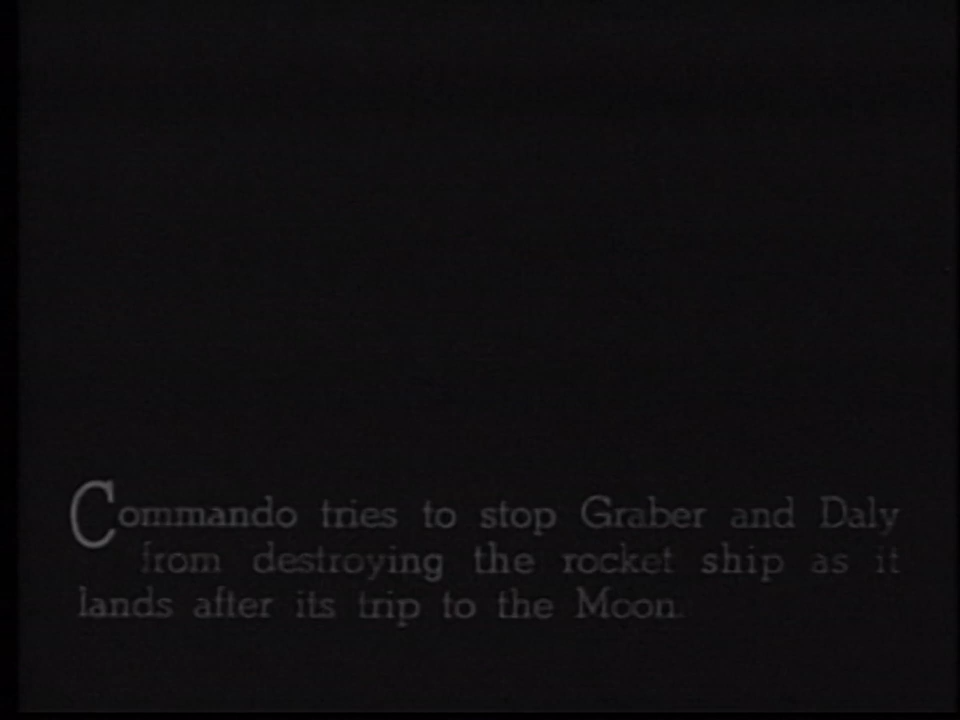 Commando tries to stop Graber and Daly
from destroying the rocket ship as it
lands after its trip to the Moon.